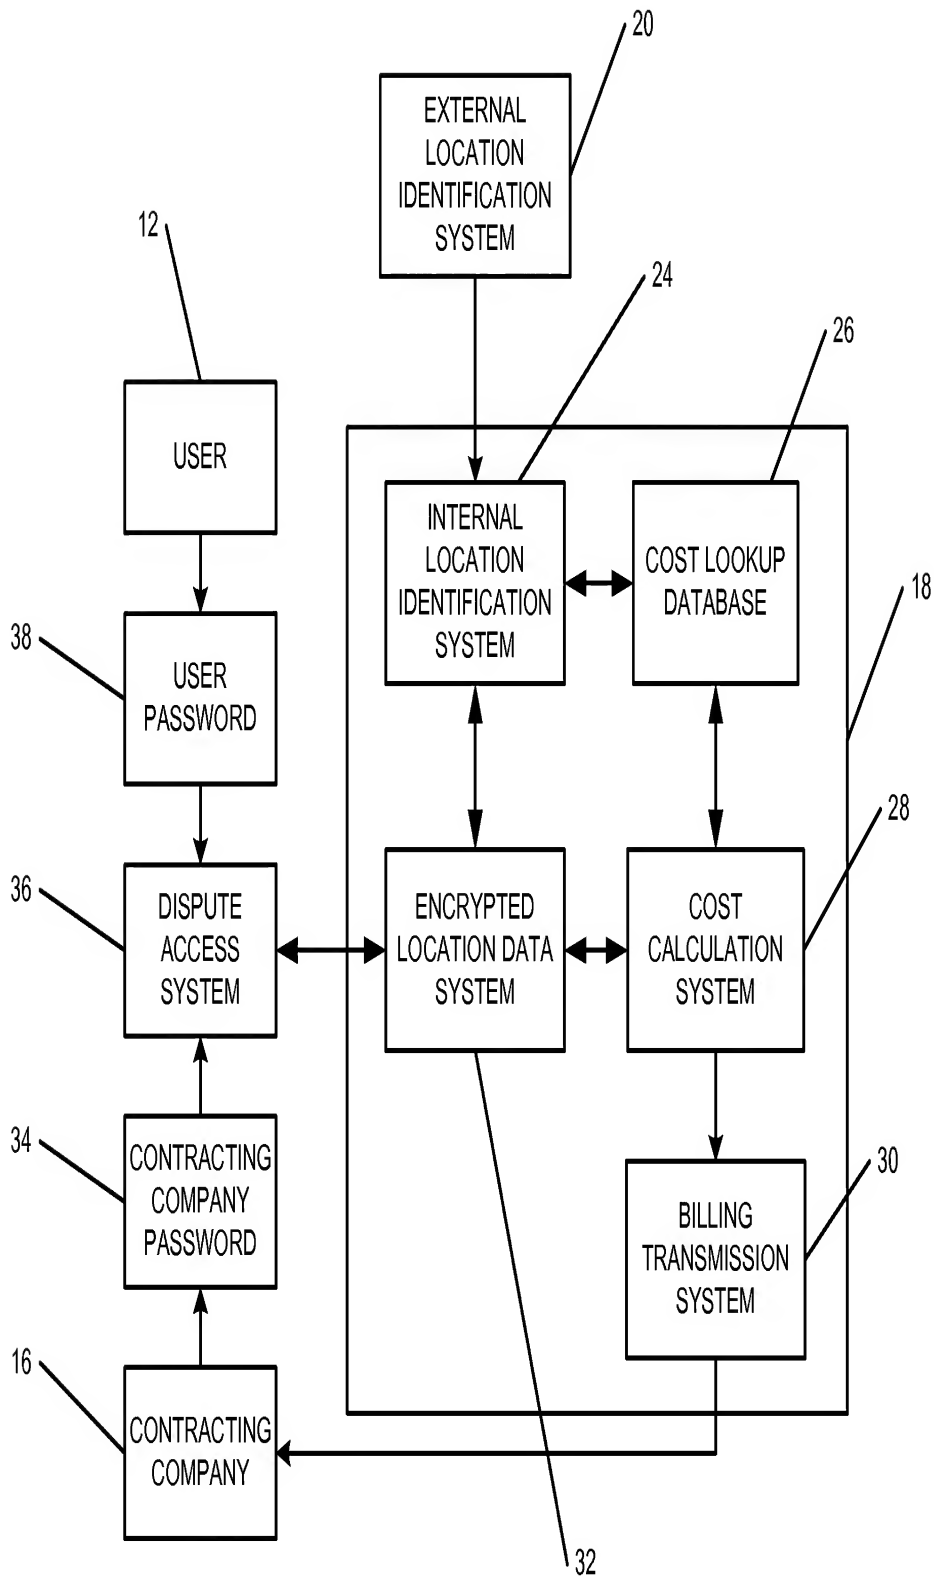 20
EXTERNAL
LOCATION
IDENTIFICATION
SYSTEM
12
24
26
USER
INTERNAL
LOCATION
IDENTIFICATION
SYSTEM
COST LOOKUP
DATABASE
18
38
USER
PASSWORD
28
36
DISPUTE
ACCESS
SYSTEM
ENCRYPTED
LOCATION DATA
SYSTEM
COST
CALCULATION
SYSTEM
34
CONTRACTING
COMPANY
PASSWORD
30
BILLING
TRANSMISSION
SYSTEM
16
CONTRACTING
COMPANY
32